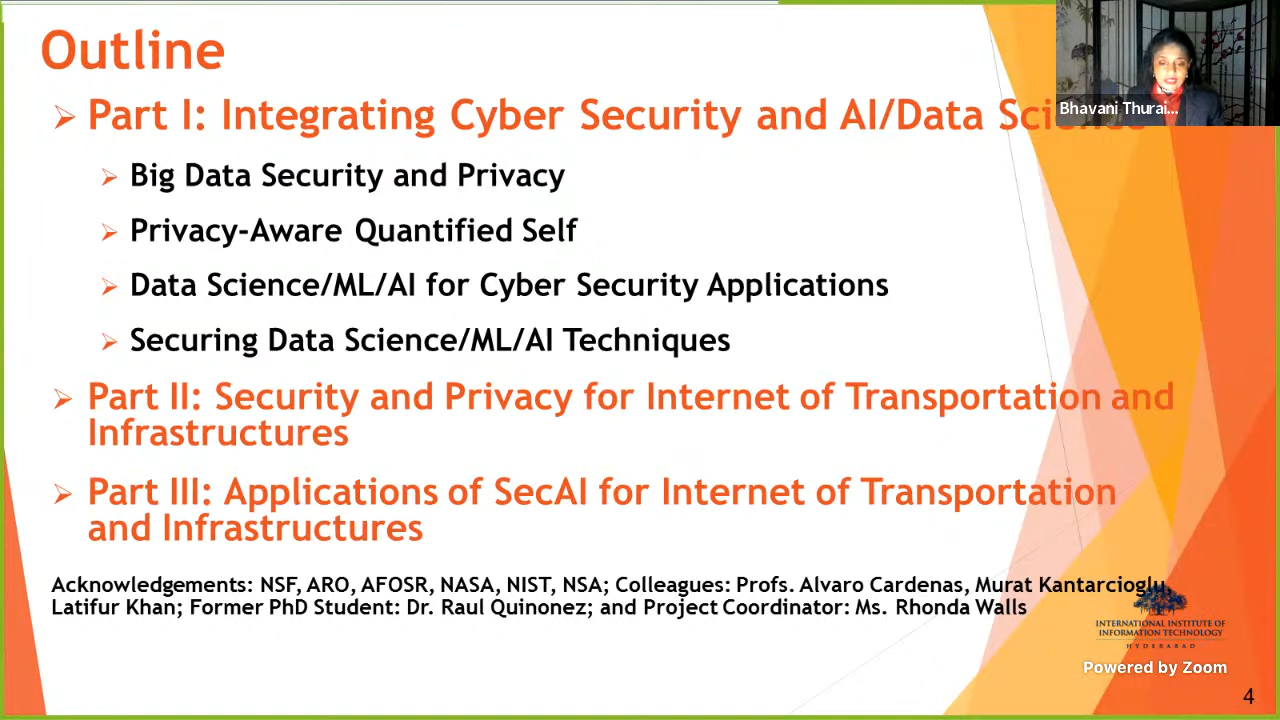 Outline
Bhavani Thurai...
Part I: Integrating Cyber Security and AI/Data Science
Big Data Security and Privacy
Privacy-Aware Quantified Self
Data Science/ML/AI for Cyber Security Applications
Securing Data Science/ML/AI Techniques
Part II: Security and Privacy for Internet of Transportation and
Infrastructures
Part III: Applications of SecAI for Internet of Transportation
and Infrastructures
Acknowledgements: NSF, ARO, AFOSR, NASA, NIST, NSA; Colleagues: Profs. Alvaro Cardenas, Murat Kantarcioglu,
Latifur Khan; Former PhD Student: Dr. Raul Quinonez; and Project Coordinator: Ms. Rhonda Walls
INTERNATIONAL INSTITUTE OF
INFORMATION TECHNOLOGY
HYDERABAD
Powered by Zoom
4